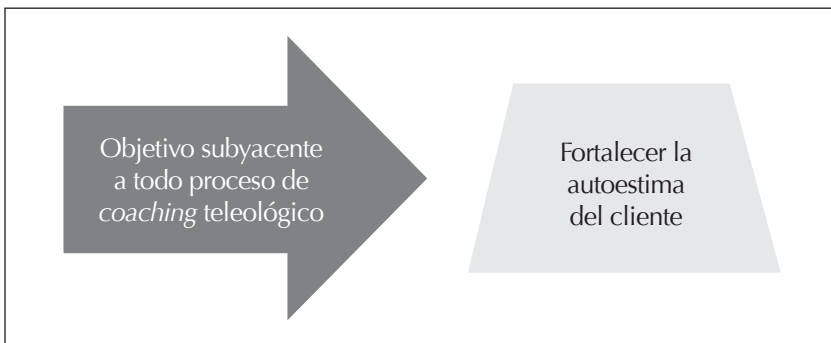 Objetivo subyacente
a todo proceso de
coaching teleológico
Fortalecer la
autoestima
del cliente